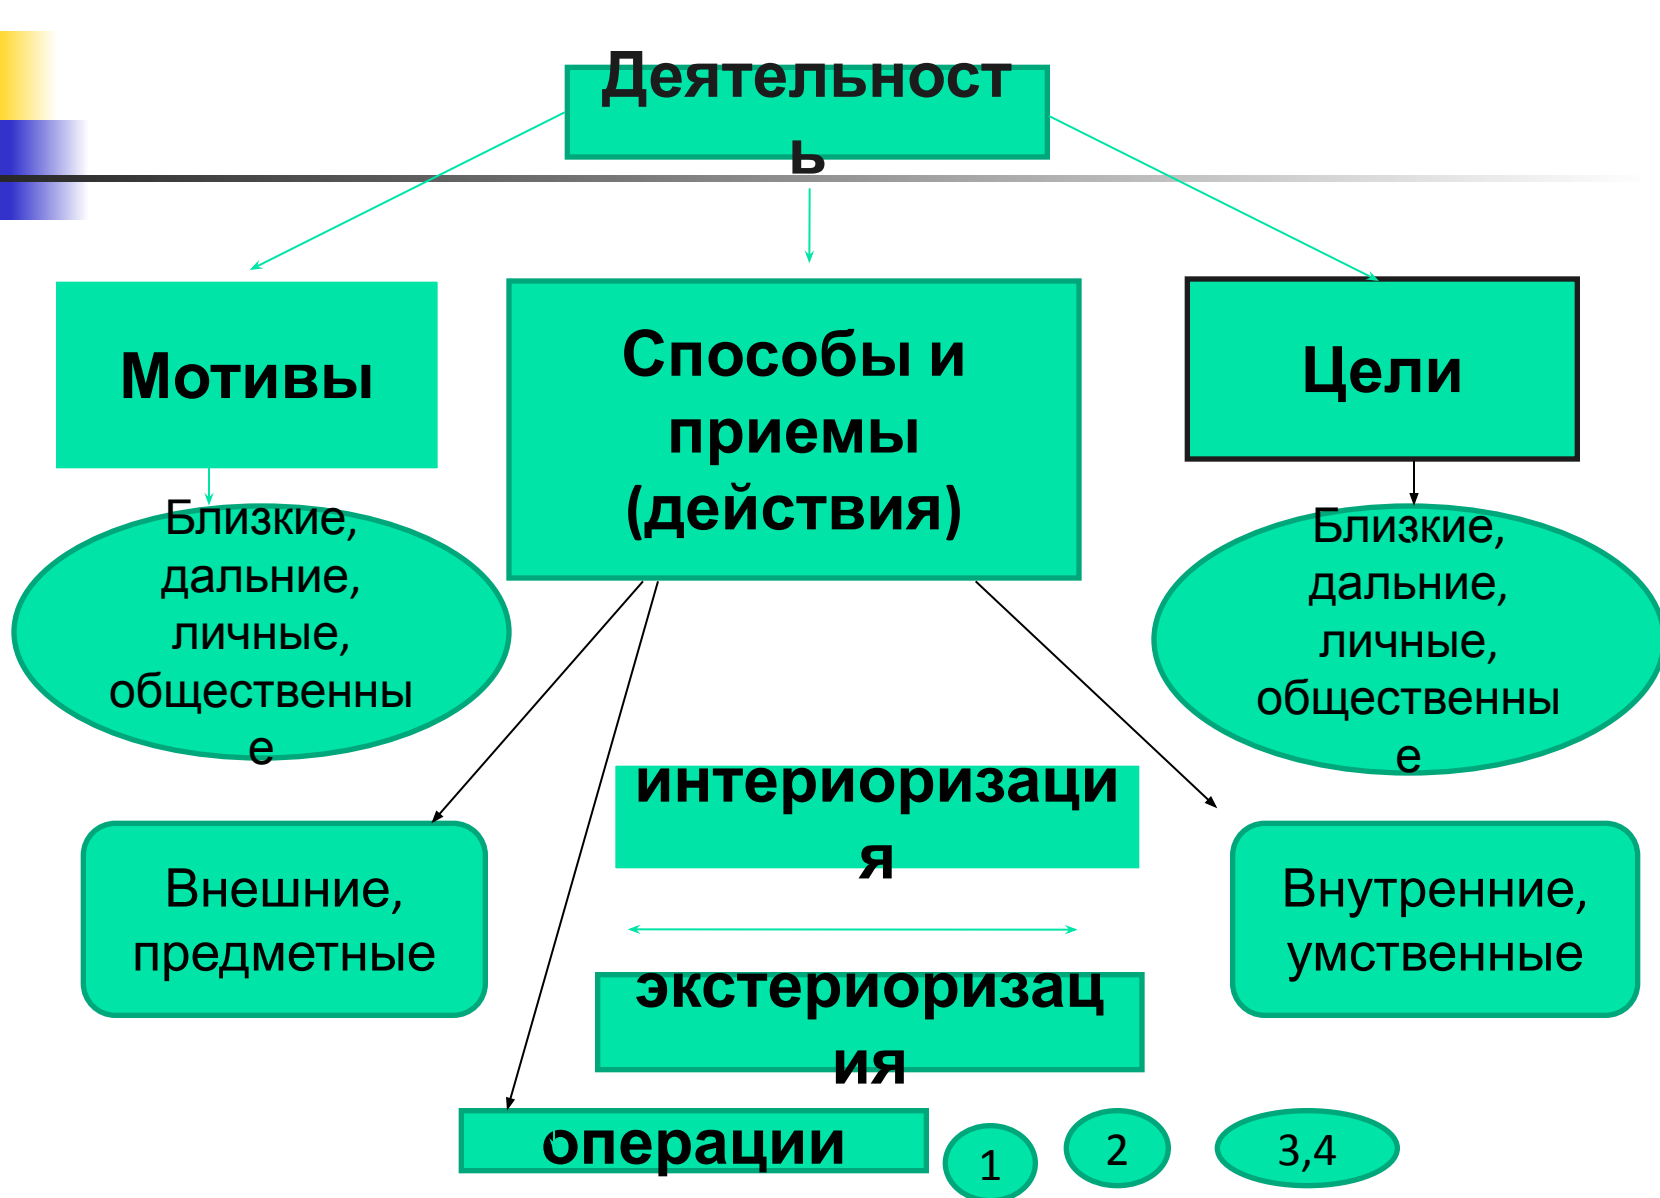 Деятельност
ь
Мотивы
Способы и
приемы
(действия)
Цели
Близкие,
дальние,
личные,
общественны
е
Близкие,
дальние,
личные,
общественны
е
интериоризаци
я
Внешние,
предметные
Внутренние,
умственные
экстериоризац
ия
операции
1
2
3,4